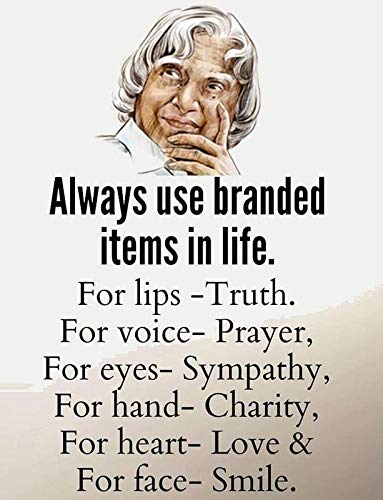 Always use branded
items in life.
For lips -Truth.
For voice- Prayer,
For eyes- Sympathy,
For hand- Charity,
For heart- Love &
For face- Smile.